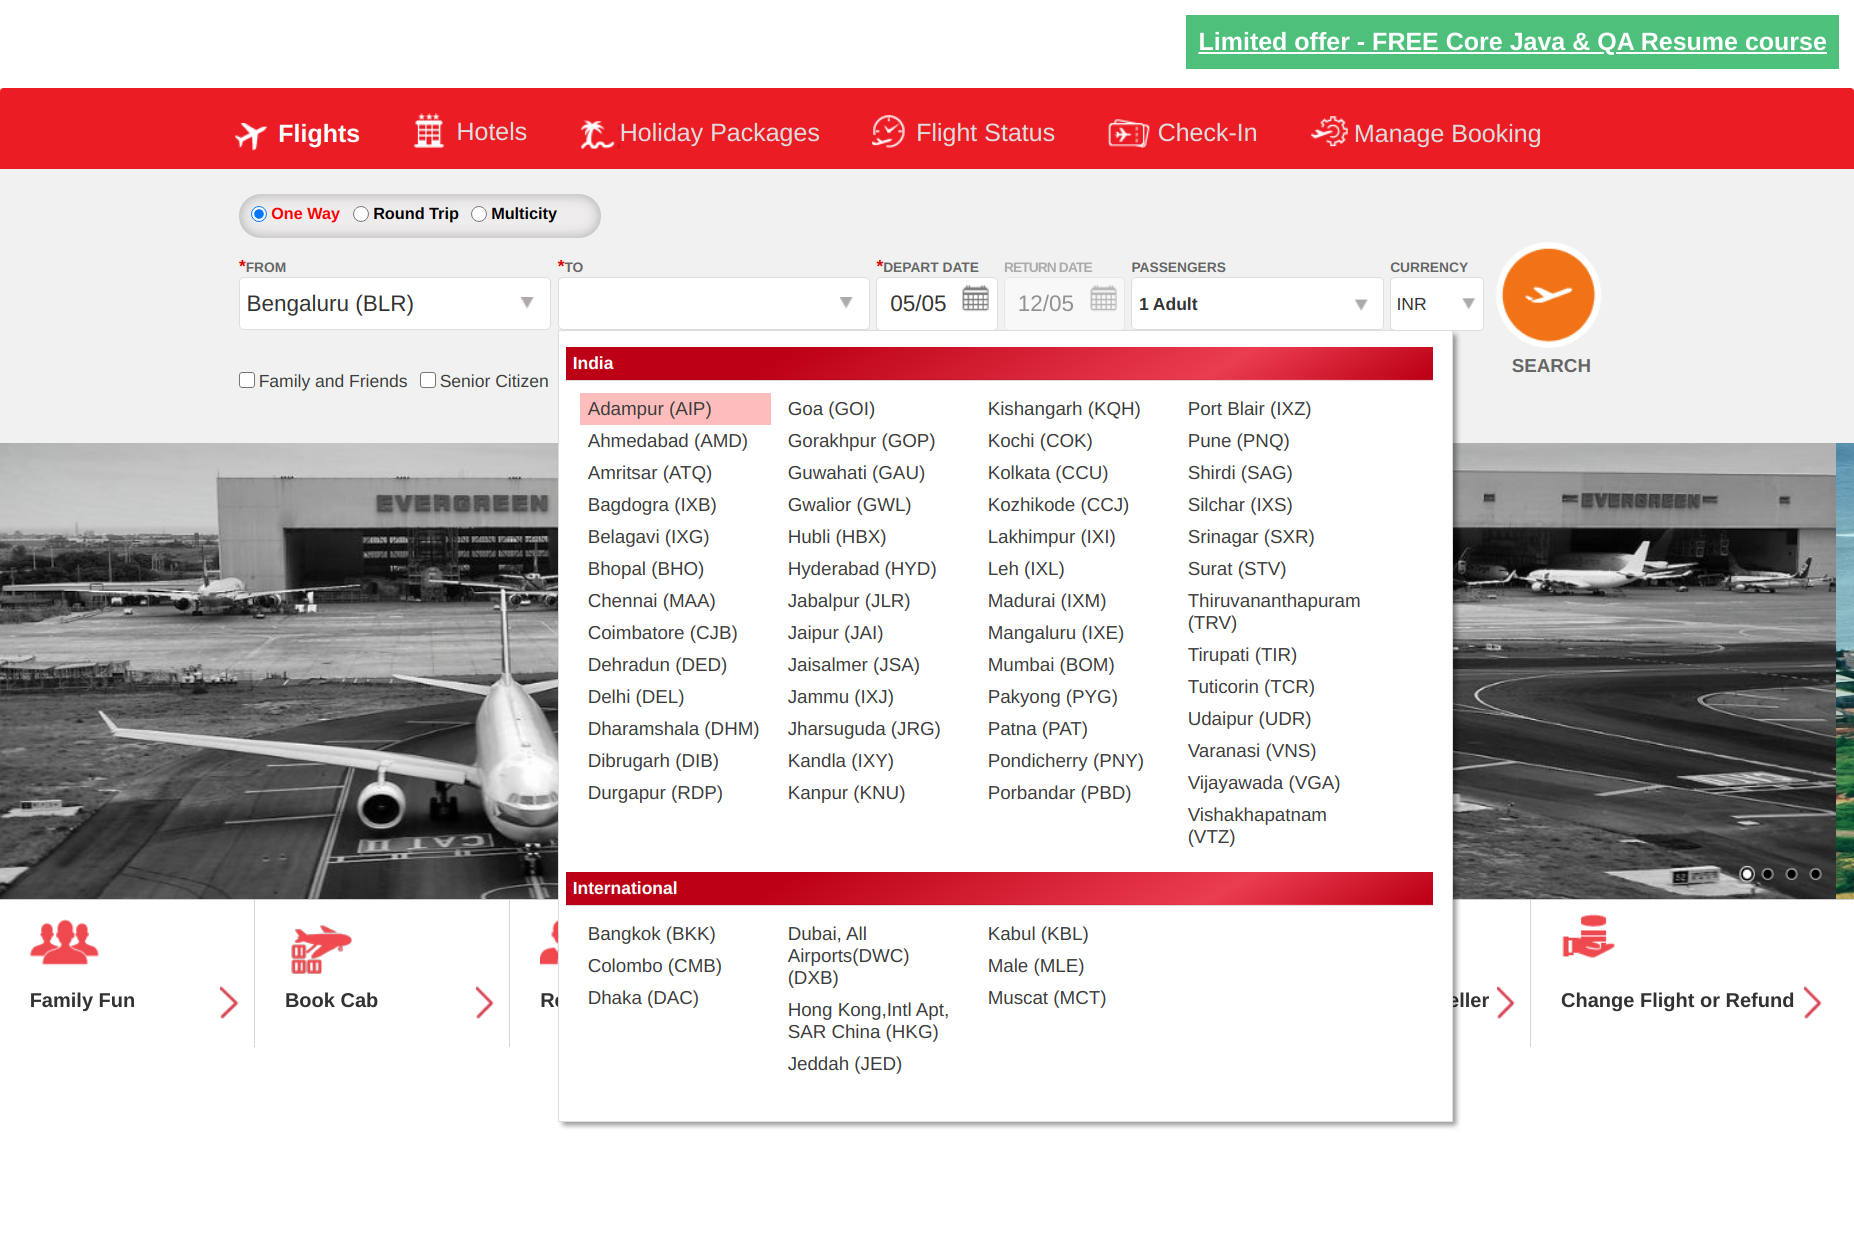 Limited offer - FREE Core Java & QA Resume course
Flights
Hotels
Holiday Packages
Flight Status
Check-In
Manage Booking
One Way
Round Trip
Multicity
*FROM
*TO
*DEPART DATE
RETURN DATE
PASSENGERS
CURRENCY
Bengaluru (BLR)
05/05
12/05
1 Adult
INR
SEARCH
Family and Friends
Senior Citizen
India
Adampur (AIP)
Ahmedabad (AMD)
Amritsar (ATQ)
Bagdogra (IXB)
Belagavi (IXG)
Bhopal (BHO)
Chennai (MAA)
Coimbatore (CJB)
Dehradun (DED)
Delhi (DEL)
Dharamshala (DHM)
Dibrugarh (DIB)
Durgapur (RDP)
Goa (GOI)
Gorakhpur (GOP)
Guwahati (GAU)
Gwalior (GWL)
Hubli (HBX)
Hyderabad (HYD)
Jabalpur (JLR)
Jaipur (JAI)
Jaisalmer (JSA)
Jammu (IXJ)
Jharsuguda (JRG)
Kandla (IXY)
Kanpur (KNU)
Kishangarh (KQH)
Kochi (COK)
Kolkata (CCU)
Kozhikode (CCJ)
Lakhimpur (IXI)
Leh (IXL)
Madurai (IXM)
Mangaluru (IXE)
Mumbai (BOM)
Pakyong (PYG)
Patna (PAT)
Pondicherry (PNY)
Porbandar (PBD)
Port Blair (IXZ)
Pune (PNQ)
Shirdi (SAG)
Silchar (IXS)
Srinagar (SXR)
Surat (STV)
Thiruvananthapuram
(TRV)
Tirupati (TIR)
Tuticorin (TCR)
Udaipur (UDR)
Varanasi (VNS)
Vijayawada (VGA)
Vishakhapatnam
(VTZ)
International
Bangkok (BKK)
Colombo (CMB)
Dhaka (DAC)
Dubai, All
Airports(DWC)
(DXB)
Hong Kong,Intl Apt,
SAR China (HKG)
Jeddah (JED)
Kabul (KBL)
Male (MLE)
Muscat (MCT)
EVERGREEN
EVERGREEN
CAT II
Family Fun
Book Cab
eller
Change Flight or Refund